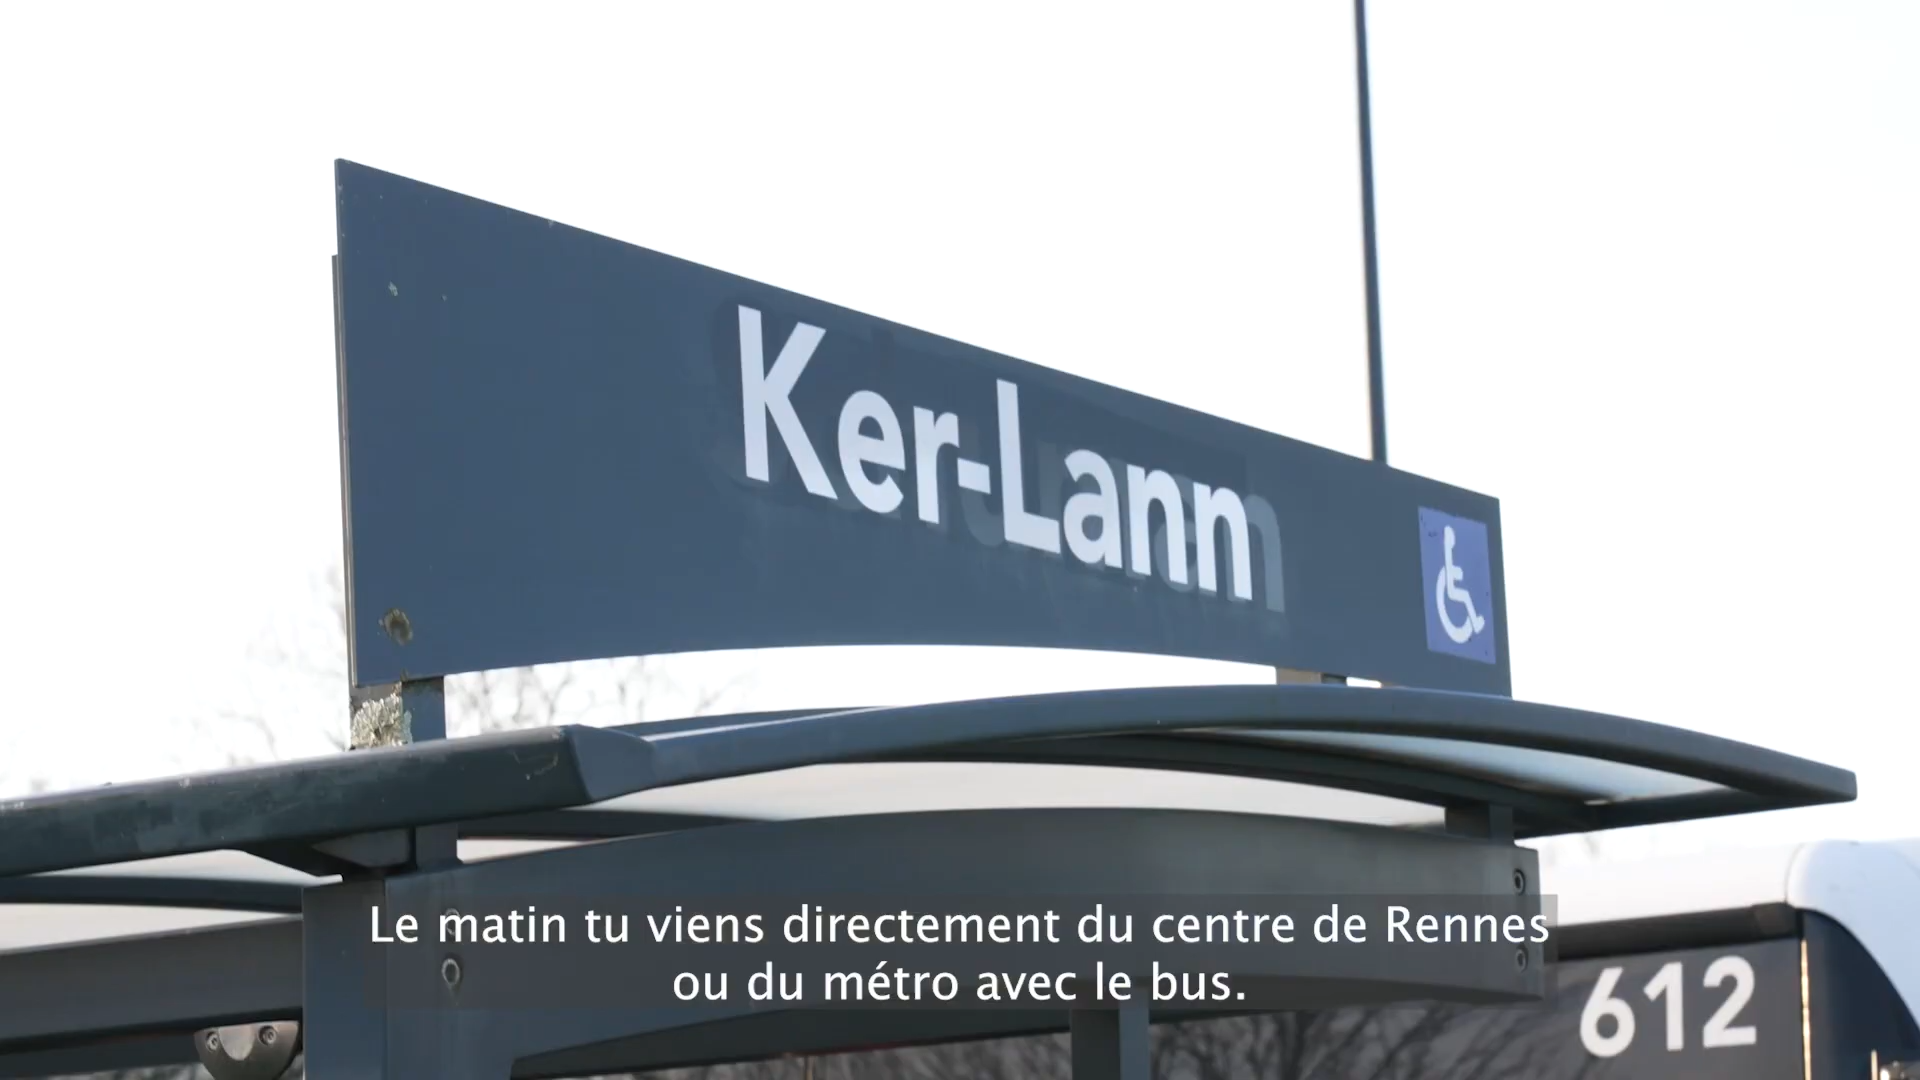 Ker-Lann
Le matin tu viens directement du centre de Rennes
ou du métro avec le bus.
612